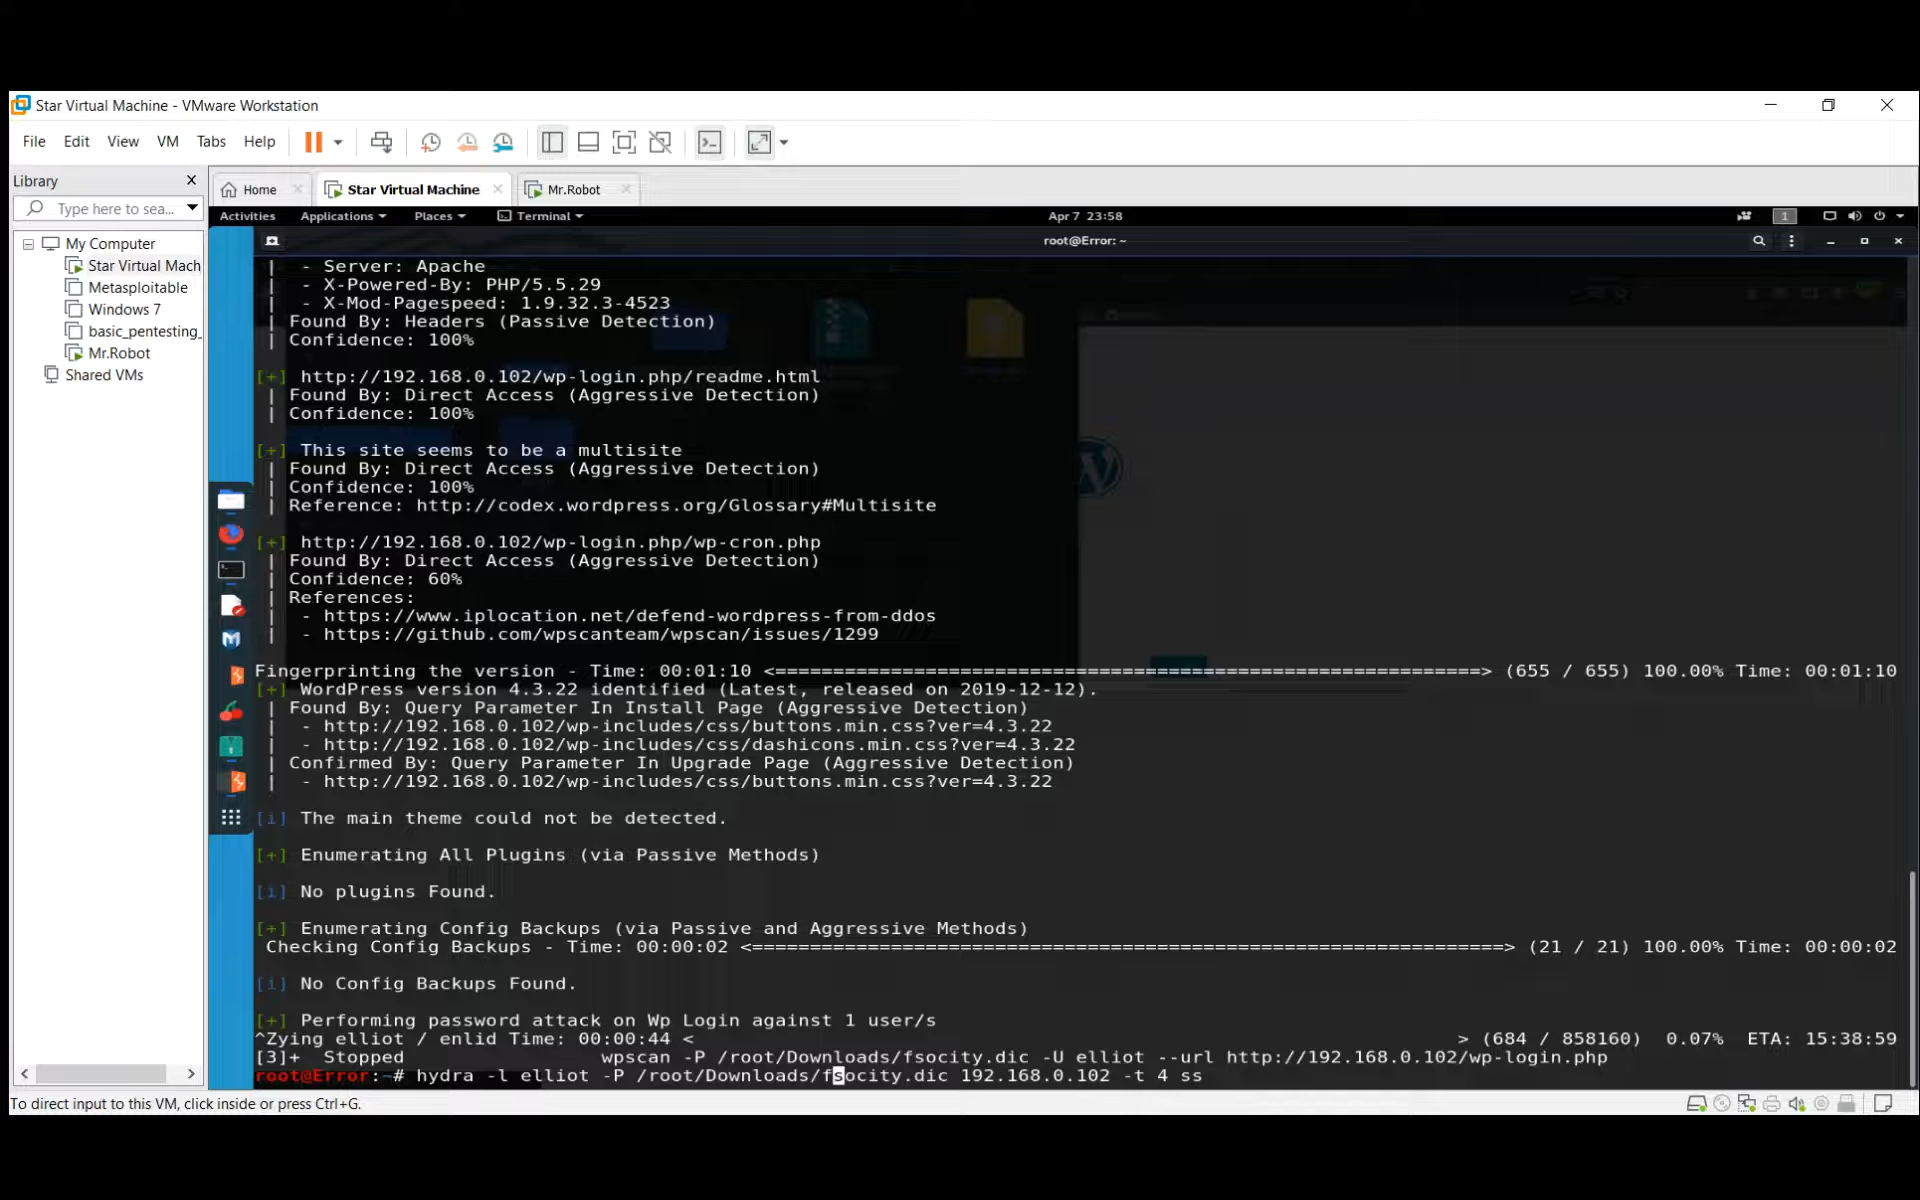 Star Virtual Machine - VMware Workstation
File Edit View VM Tabs Help
Library
Home Star Virtual Machine Mr.Robot
Type here to sea...
Activities Applications Places Terminal Apr 7 23:58 1
My Computer
Star Virtual Mach
Metasploitable
Windows 7
basic_pentesting_
Mr.Robot
Shared VMs
root@Error: ~
| - Server: Apache
| - X-Powered-By: PHP/5.5.29
| - X-Mod-Pagespeed: 1.9.32.3-4523
| Found By: Headers (Passive Detection)
| Confidence: 100%
[+] http://192.168.0.102/wp-login.php/readme.html
| Found By: Direct Access (Aggressive Detection)
| Confidence: 100%
[+] This site seems to be a multisite
| Found By: Direct Access (Aggressive Detection)
| Confidence: 100%
| Reference: http://codex.wordpress.org/Glossary#Multisite
[+] http://192.168.0.102/wp-login.php/wp-cron.php
| Found By: Direct Access (Aggressive Detection)
| Confidence: 60%
| References:
| - https://www.iplocation.net/defend-wordpress-from-ddos
| - https://github.com/wpscanteam/wpscan/issues/1299
Fingerprinting the version - Time: 00:01:10 <==============================================================> (655 / 655) 100.00% Time: 00:01:10
[+] WordPress version 4.3.22 identified (Latest, released on 2019-12-12).
| Found By: Query Parameter In Install Page (Aggressive Detection)
| - http://192.168.0.102/wp-includes/css/buttons.min.css?ver=4.3.22
| - http://192.168.0.102/wp-includes/css/dashicons.min.css?ver=4.3.22
| Confirmed By: Query Parameter In Upgrade Page (Aggressive Detection)
| - http://192.168.0.102/wp-includes/css/buttons.min.css?ver=4.3.22
[i] The main theme could not be detected.
[+] Enumerating All Plugins (via Passive Methods)
[i] No plugins Found.
[+] Enumerating Config Backups (via Passive and Aggressive Methods)
Checking Config Backups - Time: 00:00:02 <==================================================================> (21 / 21) 100.00% Time: 00:00:02
[i] No Config Backups Found.
[+] Performing password attack on Wp Login against 1 user/s
^Zying elliot / enlid Time: 00:00:44 < > (684 / 858160) 0.07% ETA: 15:38:59
[3]+ Stopped wpscan -P /root/Downloads/fsocity.dic -U elliot --url http://192.168.0.102/wp-login.php
root@Error:~# hydra -l elliot -P /root/Downloads/fsocity.dic 192.168.0.102 -t 4 ss
To direct input to this VM, click inside or press Ctrl+G.